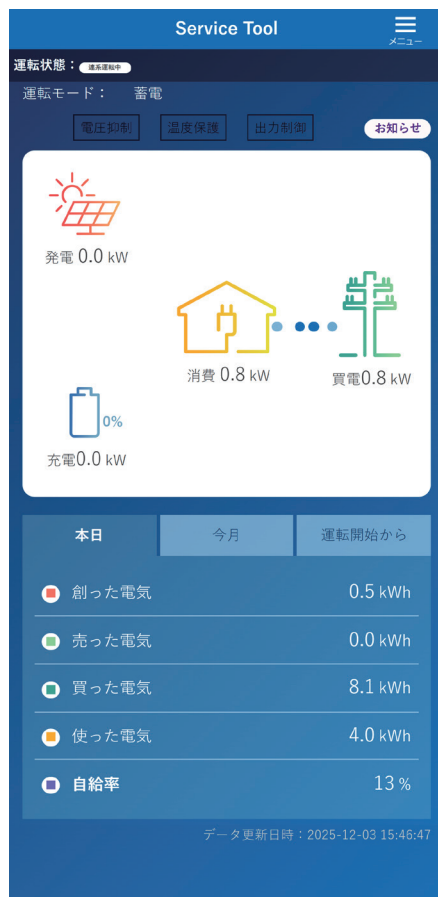 Service Tool
メニュー
運転状態：連系運転中
運転モード： 蓄電
電圧抑制 温度保護 出力制御 お知らせ
発電 0.0 kW
消費 0.8 kW
買電0.8 kW
0%
充電0.0 kW
本日 今月 運転開始から
創った電気 0.5 kWh
売った電気 0.0 kWh
買った電気 8.1 kWh
使った電気 4.0 kWh
自給率 13 %
データ更新日時：2025-12-03 15:46:47